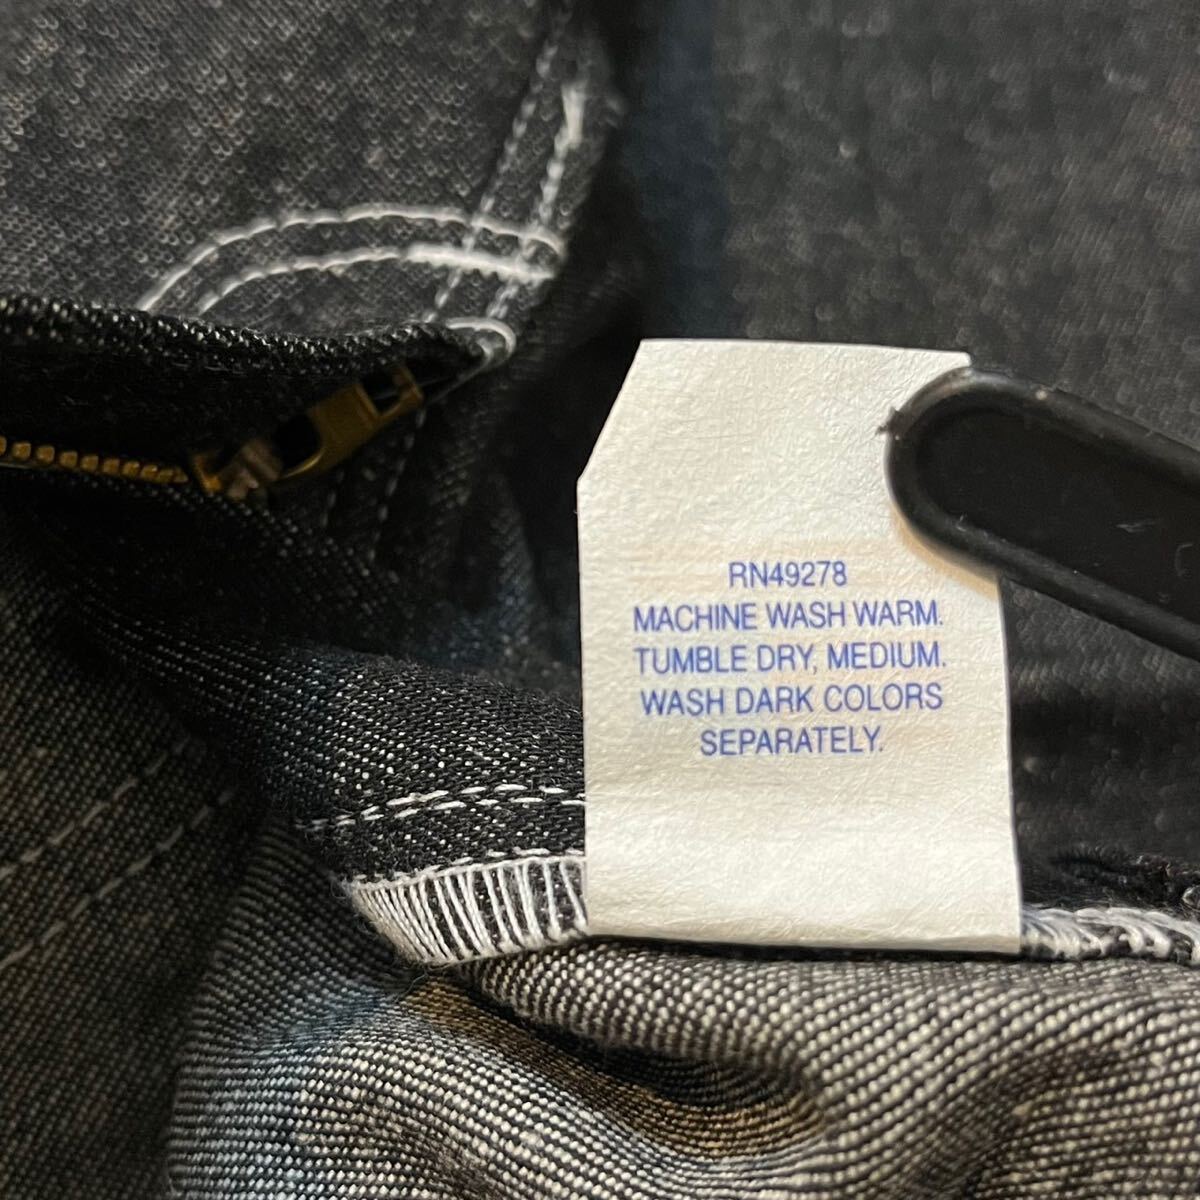 RN49278
MACHINE WASH WARM.
TUMBLE DRY, MEDIUM.
WASH DARK COLORS
SEPARATELY.